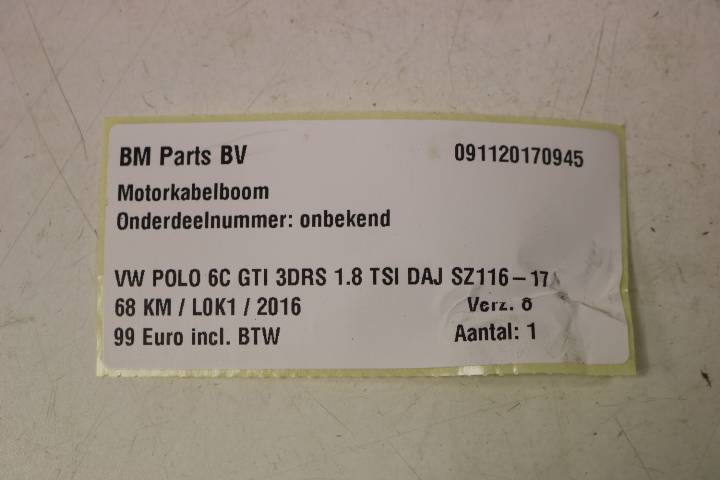 BM Parts BV 091120170945
Motorkabelboom
Onderdeelnummer: onbekend
VW POLO 6C GTI 3DRS 1.8 TSI DAJ SZ116-17
68 KM / L0K1 / 2016 Verz. 6
99 Euro incl. BTW Aantal: 1